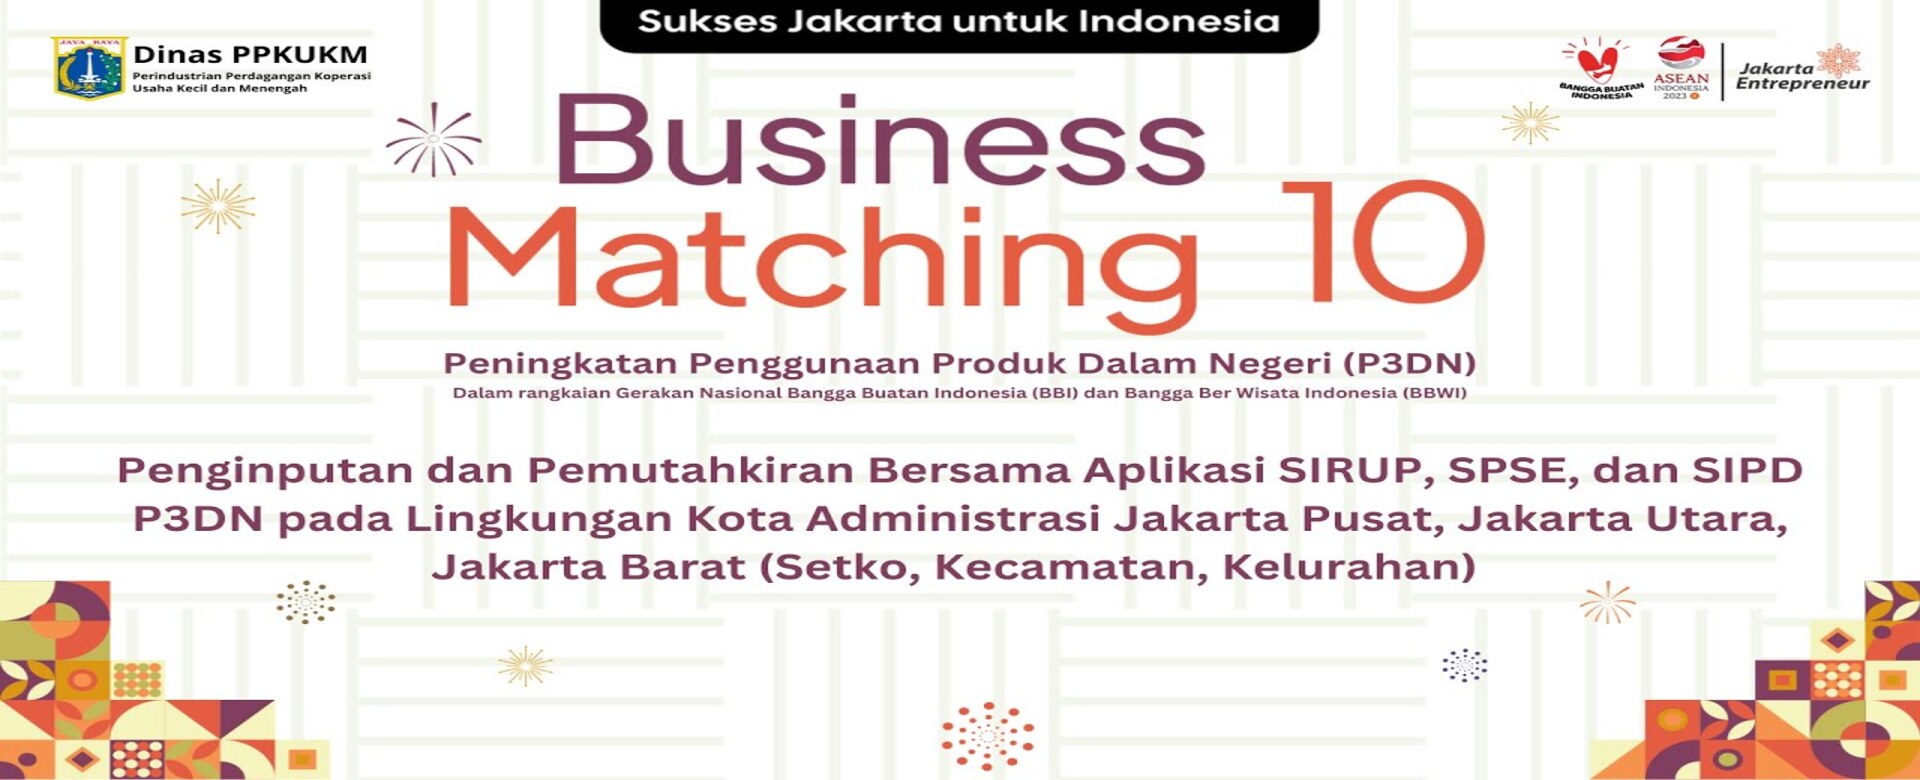 Sukses Jakarta untuk Indonesia
JAYA RAYA
Dinas PPKUKM
Perindustrian Perdagangan Koperasi
Usaha Kecil dan Menengah
BANGGA BUATAN
INDONESIA
ASEAN
INDONESIA
2023
Jakarta
Entrepreneur
Business
Matching 10
Peningkatan Penggunaan Produk Dalam Negeri (P3DN)
Dalam rangkaian Gerakan Nasional Bangga Buatan Indonesia (BBI) dan Bangga Ber Wisata Indonesia (BBWI)
Penginputan dan Pemutahkiran Bersama Aplikasi SIRUP, SPSE, dan SIPD
P3DN pada Lingkungan Kota Administrasi Jakarta Pusat, Jakarta Utara,
Jakarta Barat (Setko, Kecamatan, Kelurahan)